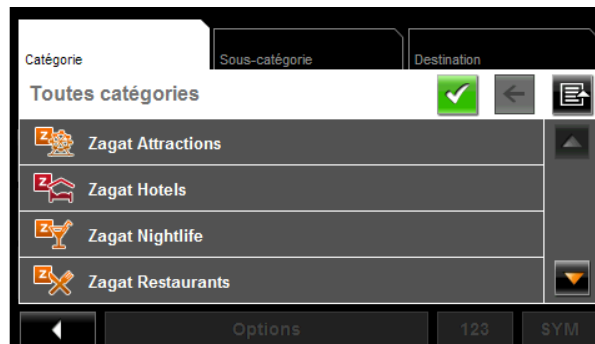 Catégorie Sous-catégorie Destination
Toutes catégories
Z Zagat Attractions
Z Zagat Hotels
Z Zagat Nightlife
Z Zagat Restaurants
Options 123 SYM